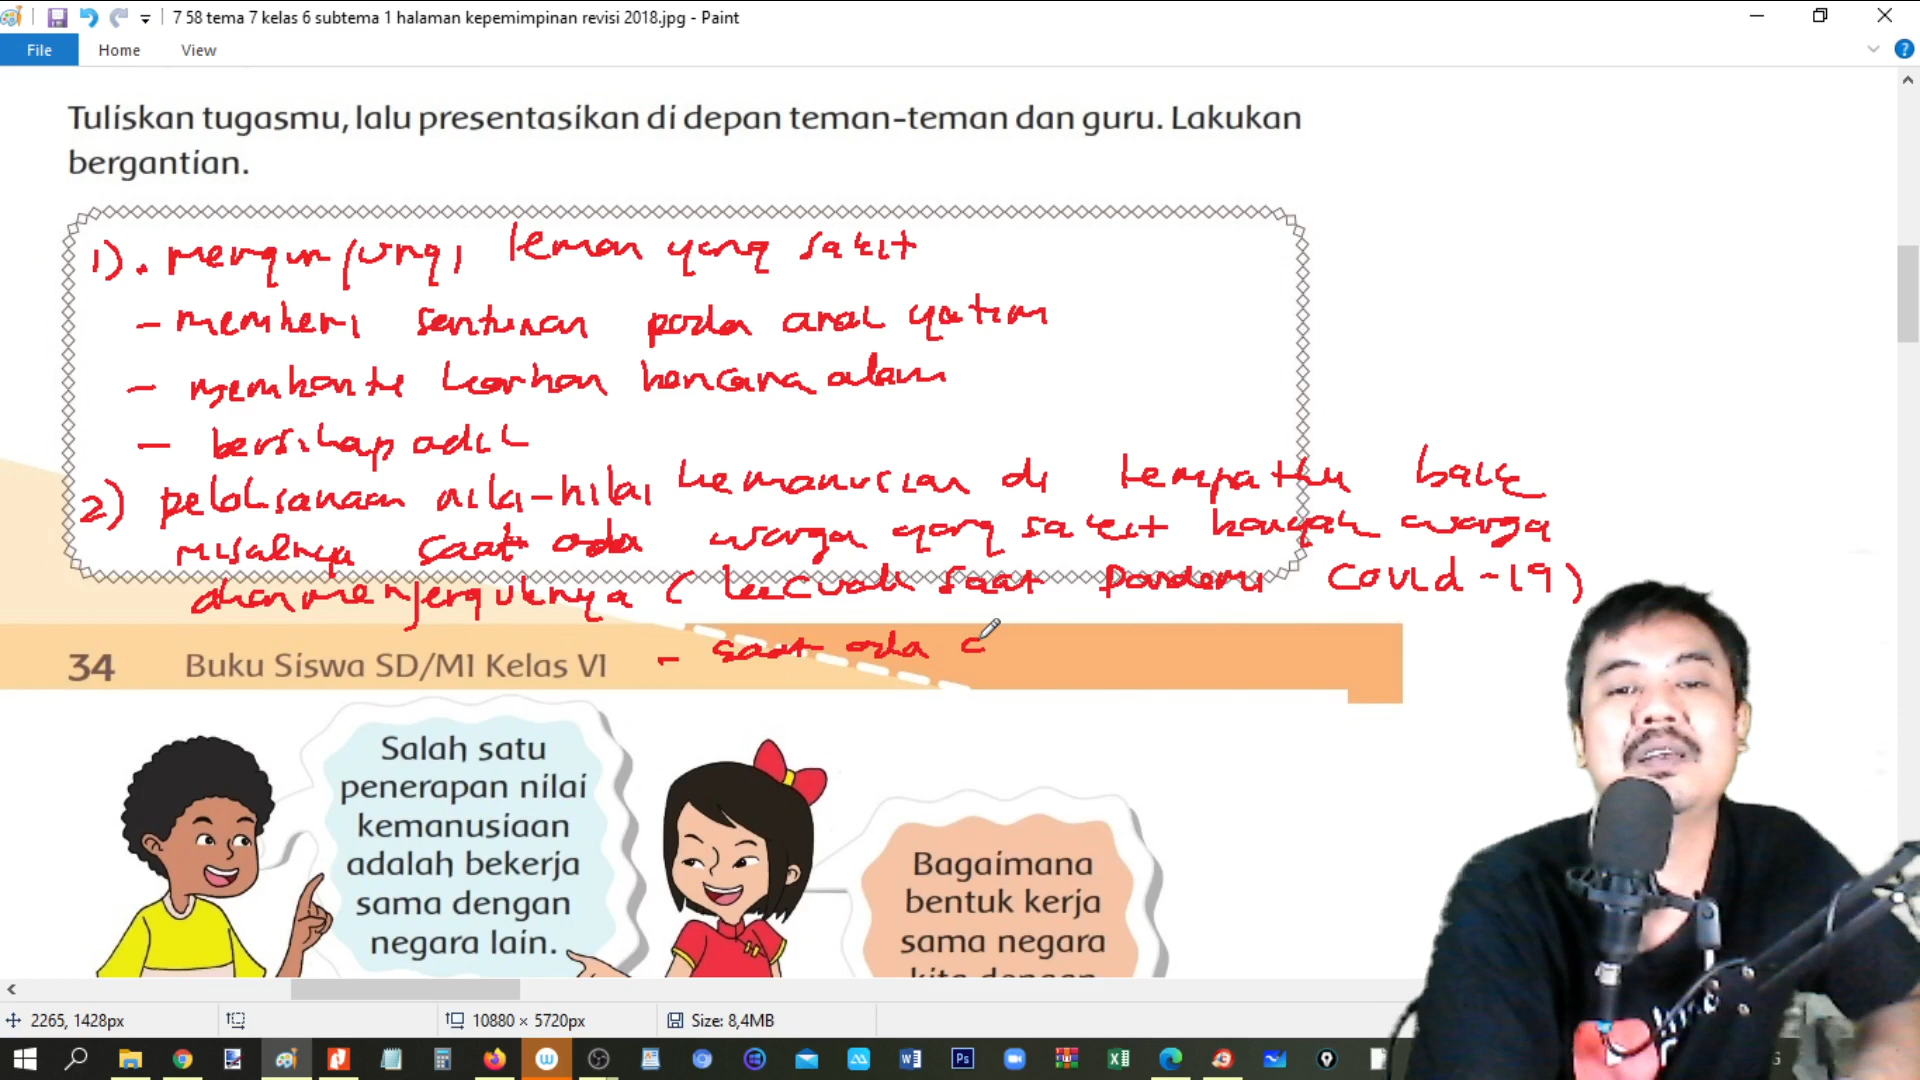 7 58 tema 7 kelas 6 subtema 1 halaman kepemimpinan revisi 2018.jpg - Paint
File Home View
Tuliskan tugasmu, lalu presentasikan di depan teman-teman dan guru. Lakukan
bergantian.
1). mengunjungi teman yang sakit
- memberi santunan pada anak yatim
- membantu korban bencana alam
- bersikap adil
2) pelaksanaan nilai-nilai kemanusian di tempatku baik
misalnya saat ada warga yang sakit banyak warga
akan menjenguknya (kecuali saat Pandemi Covid-19)
- saat ada
34 Buku Siswa SD/MI Kelas VI
Salah satu
penerapan nilai
kemanusiaan
adalah bekerja
sama dengan
negara lain.
Bagaimana
bentuk kerja
sama negara
kita dengan
2265, 1428px 10880 × 5720px Size: 8,4MB